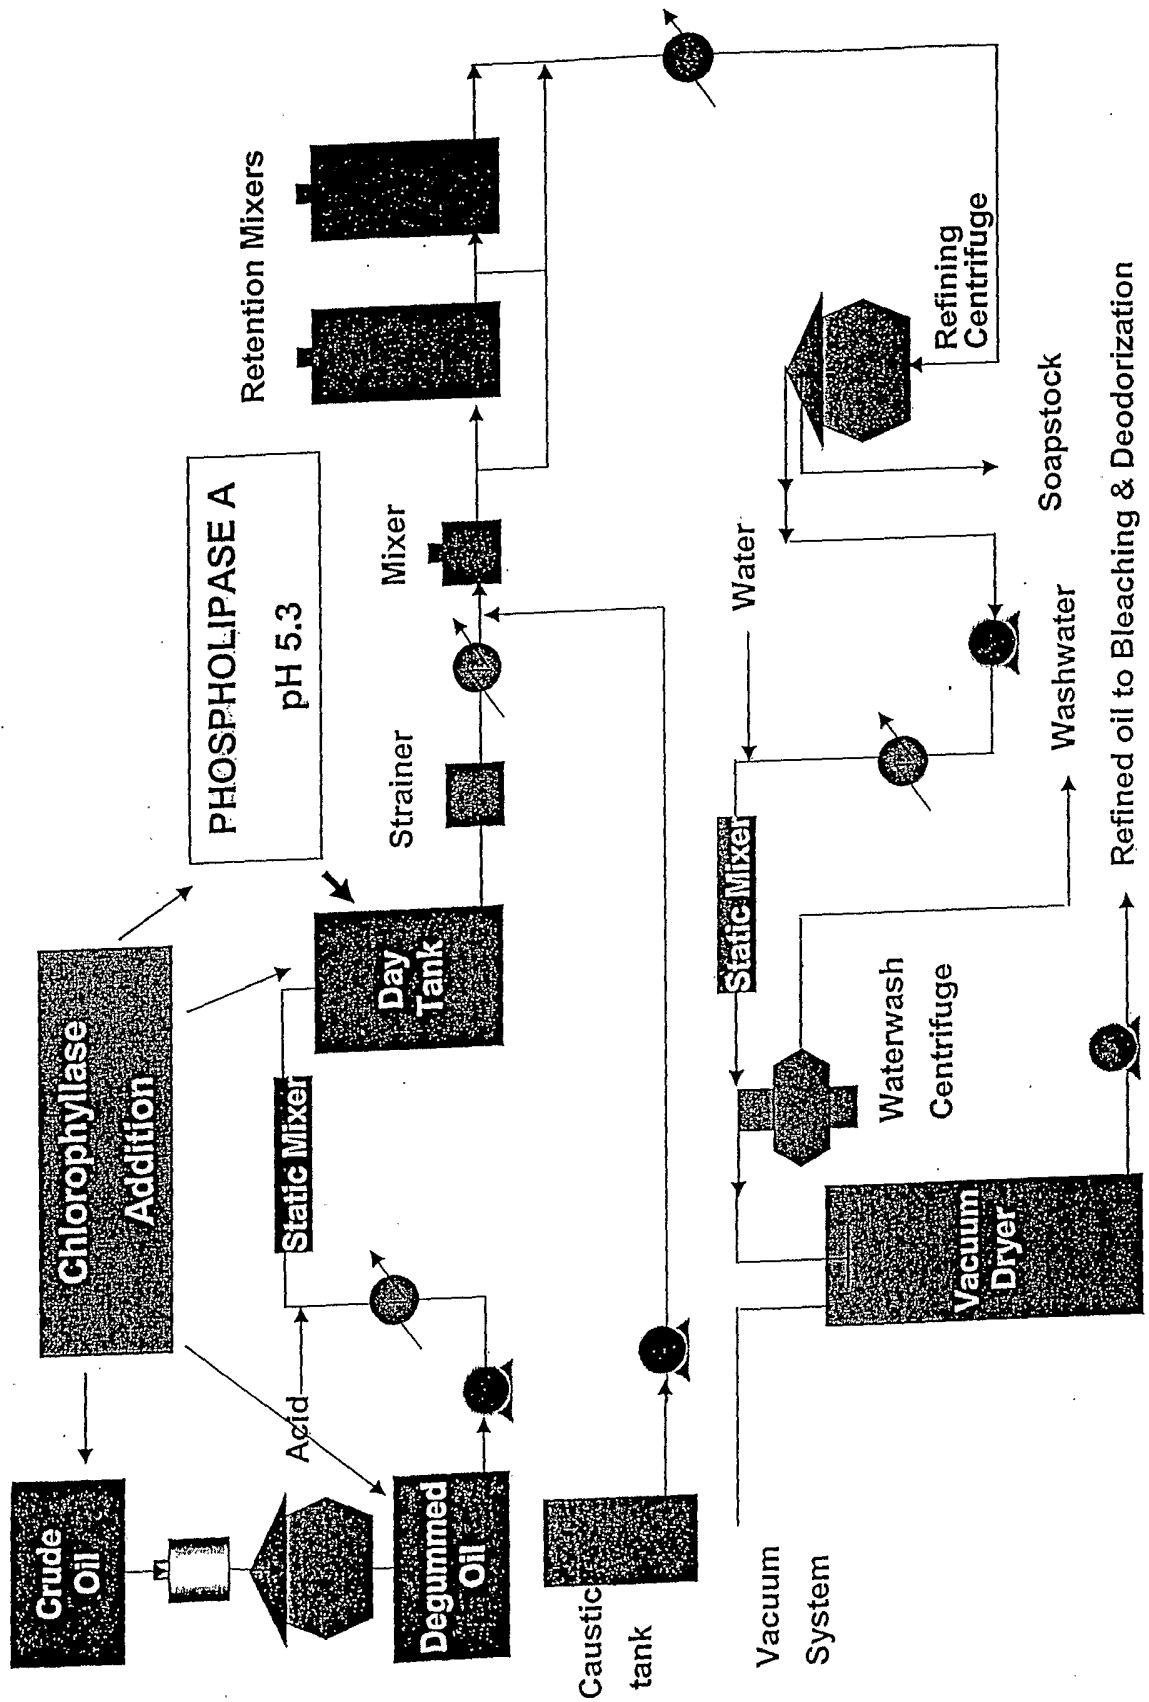 Chlorophyllase
Addition
PHOSPHOLIPASE A
pH 5.3
Retention Mixers
Crude
Oil
Acid
Static Mixer
Day
Tank
Strainer
Mixer
Degummed
Oil
Caustic
tank
Water
Static Mixer
Refining
Centrifuge
Vacuum
System
Waterwash
Centrifuge
Vacuum
Dryer
Washwater
Soapstock
Refined oil to Bleaching & Deodorization